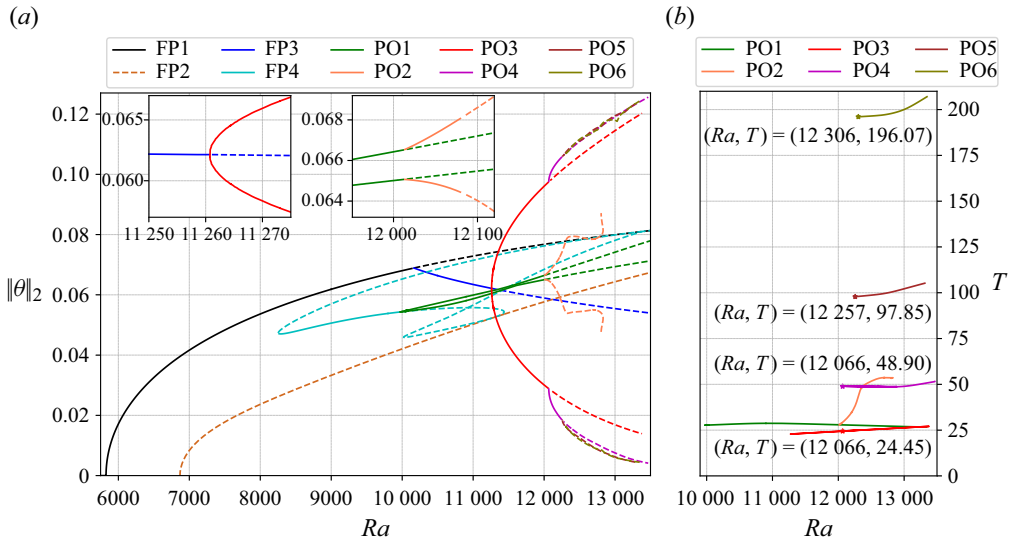 (a)
FP1 FP3 PO1 PO3 PO5
FP2 FP4 PO2 PO4 PO6
0.12
0.10
0.08
‖θ‖2
0.06
0.04
0.02
0
0.065
0.060
11 250 11 260 11 270
0.068
0.066
0.064
12 000 12 100
6000 7000 8000 9000 10 000 11 000 12 000 13 000
Ra
(b)
PO1 PO3 PO5
PO2 PO4 PO6
(Ra, T) = (12 306, 196.07)
(Ra, T) = (12 257, 97.85)
(Ra, T) = (12 066, 48.90)
(Ra, T) = (12 066, 24.45)
200
175
150
125
100
T
75
50
25
0
10 000 11 000 12 000 13 000
Ra